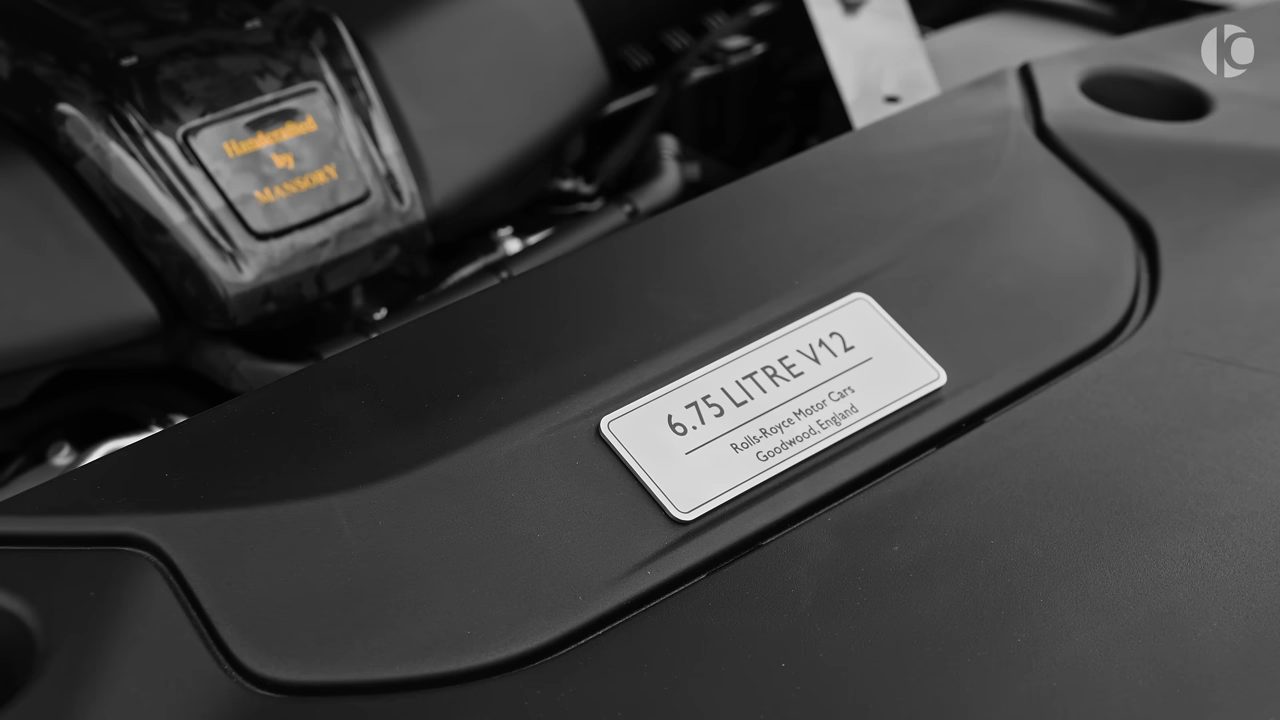 Handcrafted
by
MANSORY
6.75 LITRE V12
Rolls-Royce Motor Cars
Goodwood, England